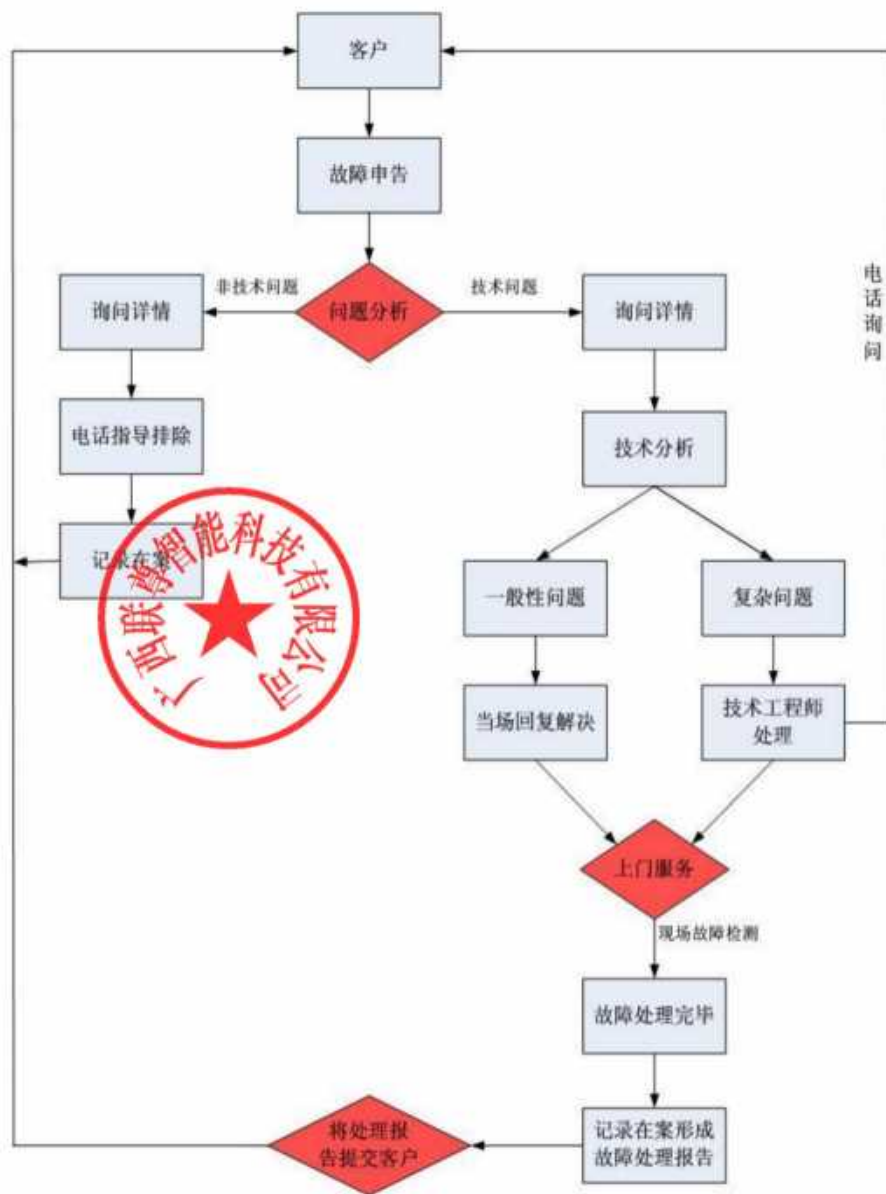 客户
故障申告
非技术问题
问题分析
技术问题
询问详情
询问详情
电话询问
电话指导排除
技术分析
记录在案
广西联尊智能科技有限公司
一般性问题
复杂问题
当场回复解决
技术工程师
处理
上门服务
现场故障检测
故障处理完毕
将处理报
告提交客户
记录在案形成
故障处理报告